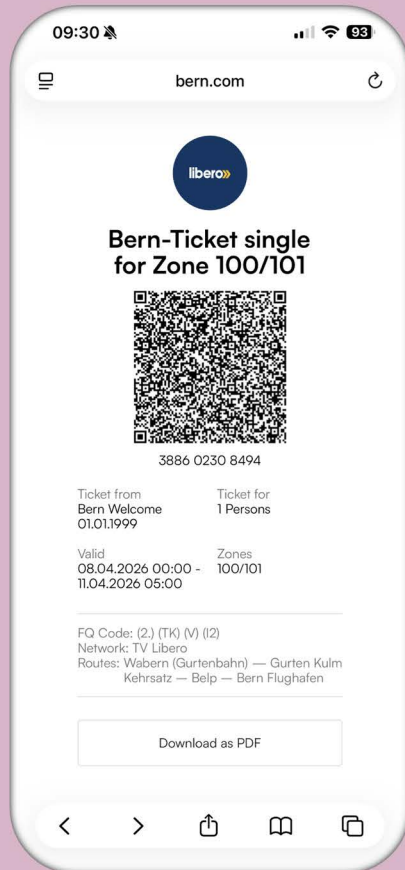 09:30
93
bern.com
libero»
Bern-Ticket single
for Zone 100/101
3886 0230 8494
Ticket from
Bern Welcome
01.01.1999
Ticket for
1 Persons
Valid
08.04.2026 00:00 -
11.04.2026 05:00
Zones
100/101
FQ Code: (2.) (TK) (V) (I2)
Network: TV Libero
Routes: Wabern (Gurtenbahn) — Gurten Kulm
Kehrsatz — Belp — Bern Flughafen
Download as PDF